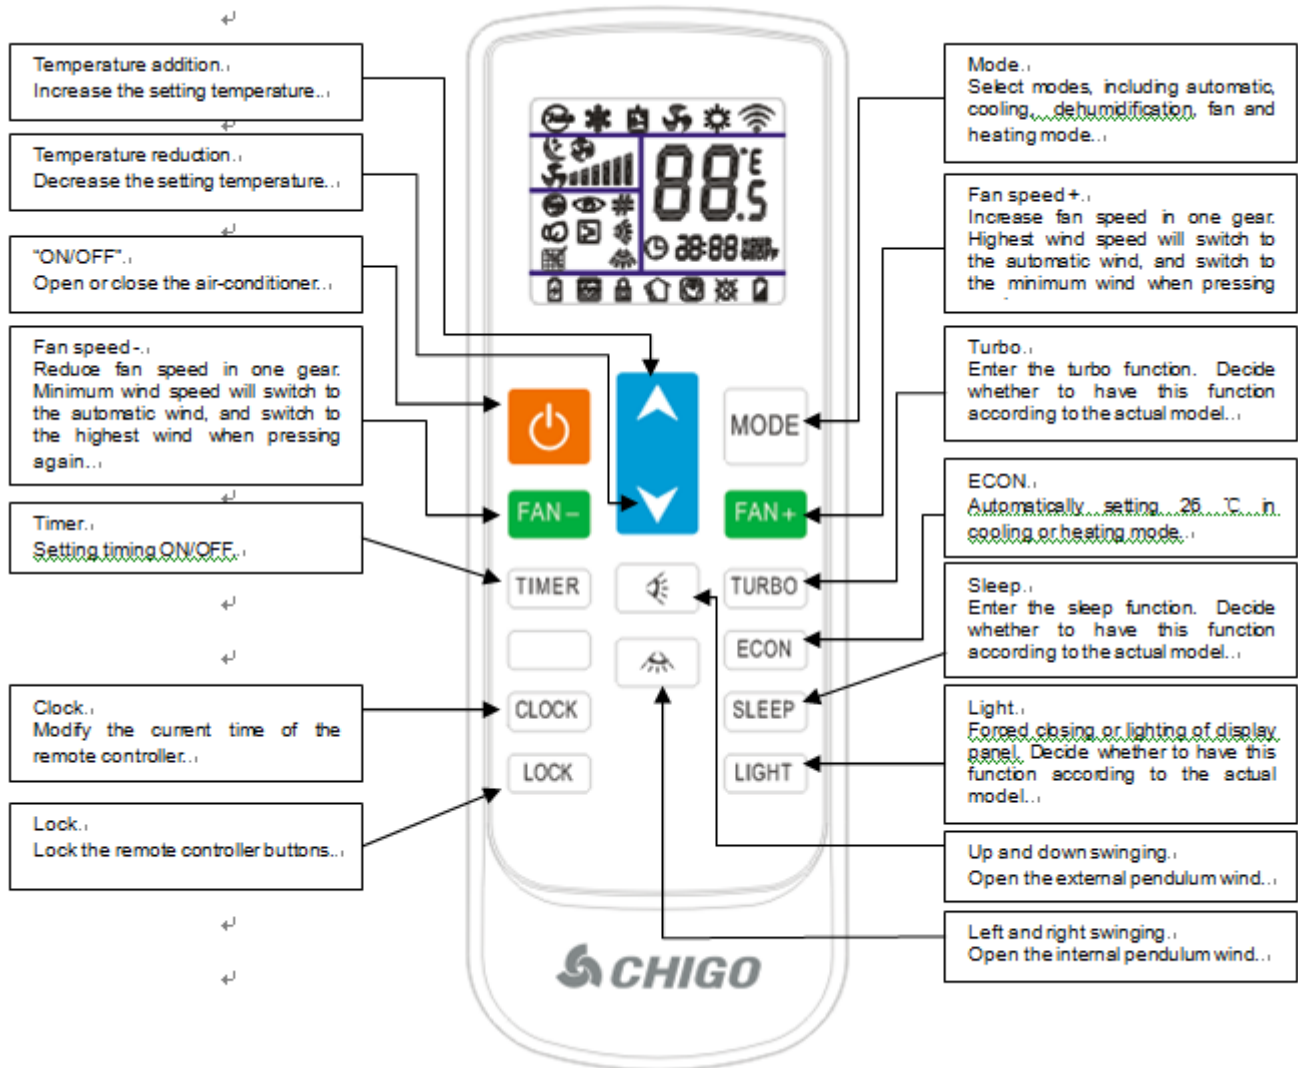 Temperature addition.
Increase the setting temperature..
Temperature reduction.
Decrease the setting temperature..
"ON/OFF".
Open or close the air-conditioner..
Fan speed-.
Reduce fan speed in one gear.
Minimum wind speed will switch to
the automatic wind, and switch to
the highest wind when pressing
again..
Timer.
Setting timing ON/OFF.
Clock.
Modify the current time of the
remote controller..
Lock.
Lock the remote controller buttons..
88°E
.5
88:88
MODE
FAN−
FAN+
TIMER
TURBO
ECON
CLOCK
SLEEP
LOCK
LIGHT
CHIGO
Mode.
Select modes, including automatic,
cooling, dehumidification, fan and
heating mode..
Fan speed+.
Increase fan speed in one gear.
Highest wind speed will switch to
the automatic wind, and switch to
the minimum wind when pressing
Turbo.
Enter the turbo function. Decide
whether to have this function
according to the actual model..
ECON.
Automatically setting 26 ℃ in
cooling or heating mode.
Sleep.
Enter the sleep function. Decide
whether to have this function
according to the actual model..
Light.
Forced closing or lighting of display
panel. Decide whether to have this
function according to the actual
model..
Up and down swinging.
Open the external pendulum wind..
Left and right swinging.
Open the internal pendulum wind..